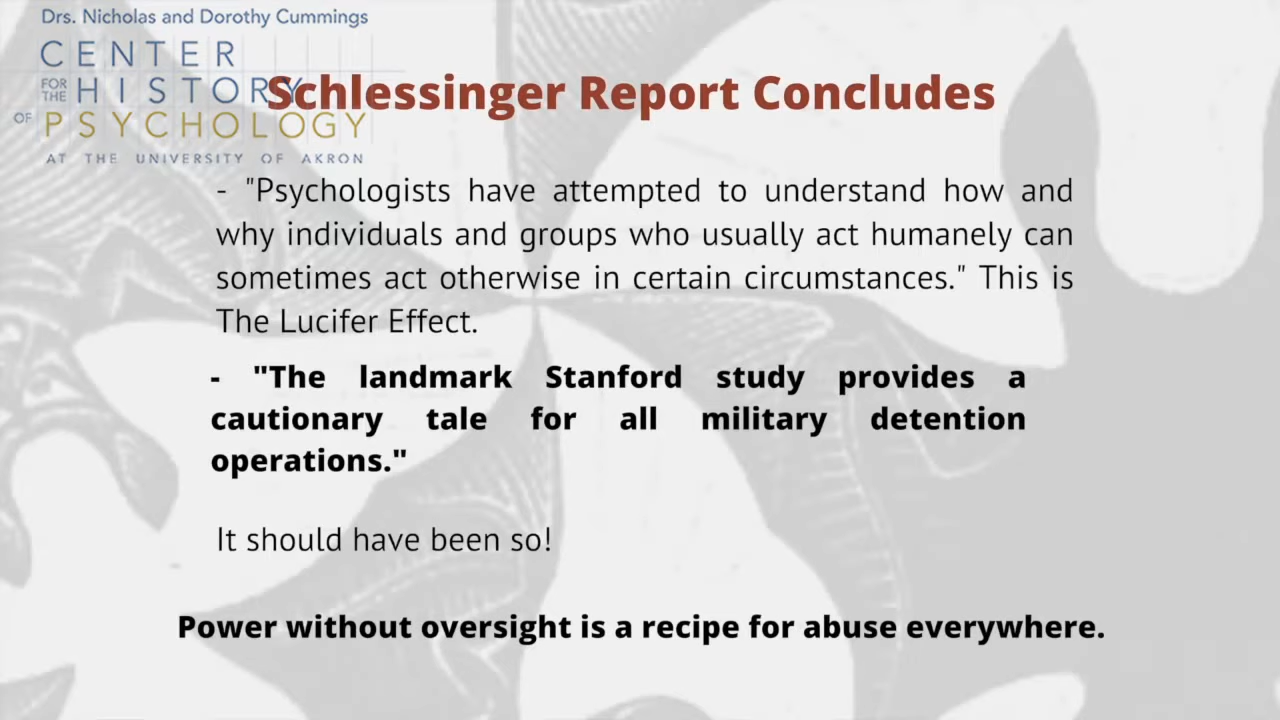 Drs. Nicholas and Dorothy Cummings
CENTER
FOR THE HISTORY
OF PSYCHOLOGY
AT THE UNIVERSITY OF AKRON
Schlessinger Report Concludes
- "Psychologists have attempted to understand how and
why individuals and groups who usually act humanely can
sometimes act otherwise in certain circumstances." This is
The Lucifer Effect.
- "The landmark Stanford study provides a
cautionary tale for all military detention
operations."
It should have been so!
Power without oversight is a recipe for abuse everywhere.